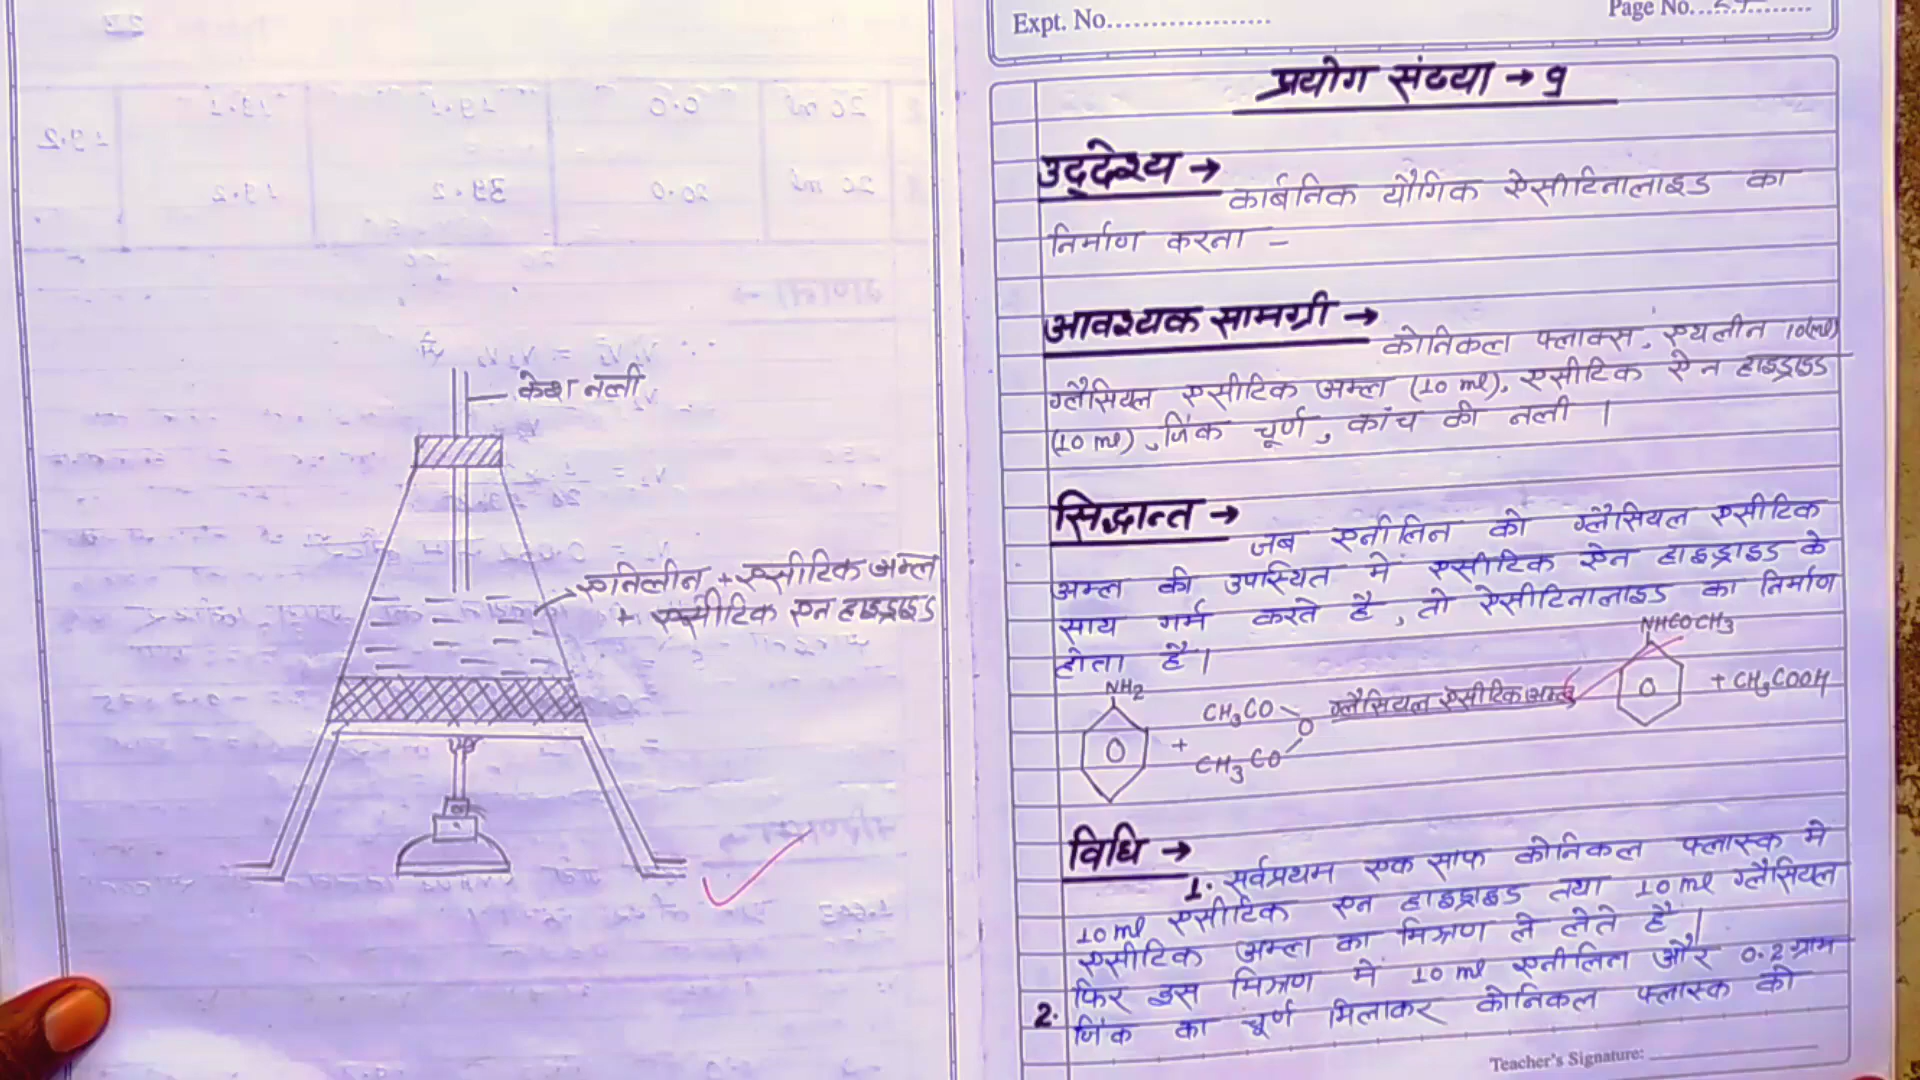 केश नली
एनिलीन + एसीटिक अम्ल
+ एसीटिक एन हाइड्राइड
Expt. No.
Page No.
प्रयोग संख्या → 9
उद्देश्य →
कार्बनिक यौगिक ऐसीटिनालाइड का
निर्माण करना -
आवश्यक सामग्री →
कोनिकल फ्लाक्स, एथलीन 10(ml)
ग्लैसियल एसीटिक अम्ल (10 ml), एसीटिक ऐन हाइड्राइड
(10 ml), जिंक चूर्ण, कांच की नली ।
सिद्धान्त →
जब एनीलिन को ग्लैसियल एसीटिक
अम्ल की उपस्थित में एसीटिक ऐन हाइड्राइड के
साथ गर्म करते है, तो ऐसीटिनालाइड का निर्माण
होता है।
NH2
CH3CO
O
CH3CO
+
ग्लैसियल ऐसीटिक अम्ल
NHCOCH3
+ CH3COOH
विधि →
1. सर्वप्रथम एक साफ कोनिकल फ्लास्क मे
10 ml एसीटिक एन हाइड्राइड तथा 10 ml ग्लैसियल
एसीटिक अम्ल का मिश्रण ले लेते है।
2. फिर इस मिश्रण में 10 ml एनीलिन और 0.2 ग्राम
जिंक का चूर्ण मिलाकर कोनिकल फ्लास्क की
Teacher's Signature: